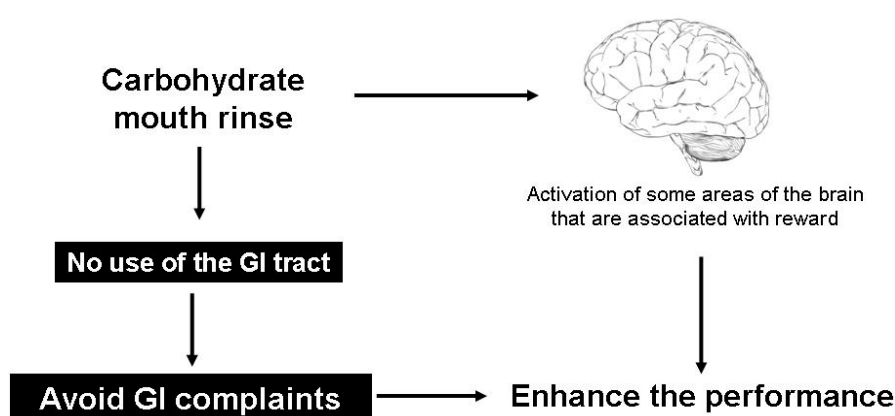 Carbohydrate
mouth rinse
Activation of some areas of the brain
that are associated with reward
No use of the GI tract
Avoid GI complaints
Enhance the performance